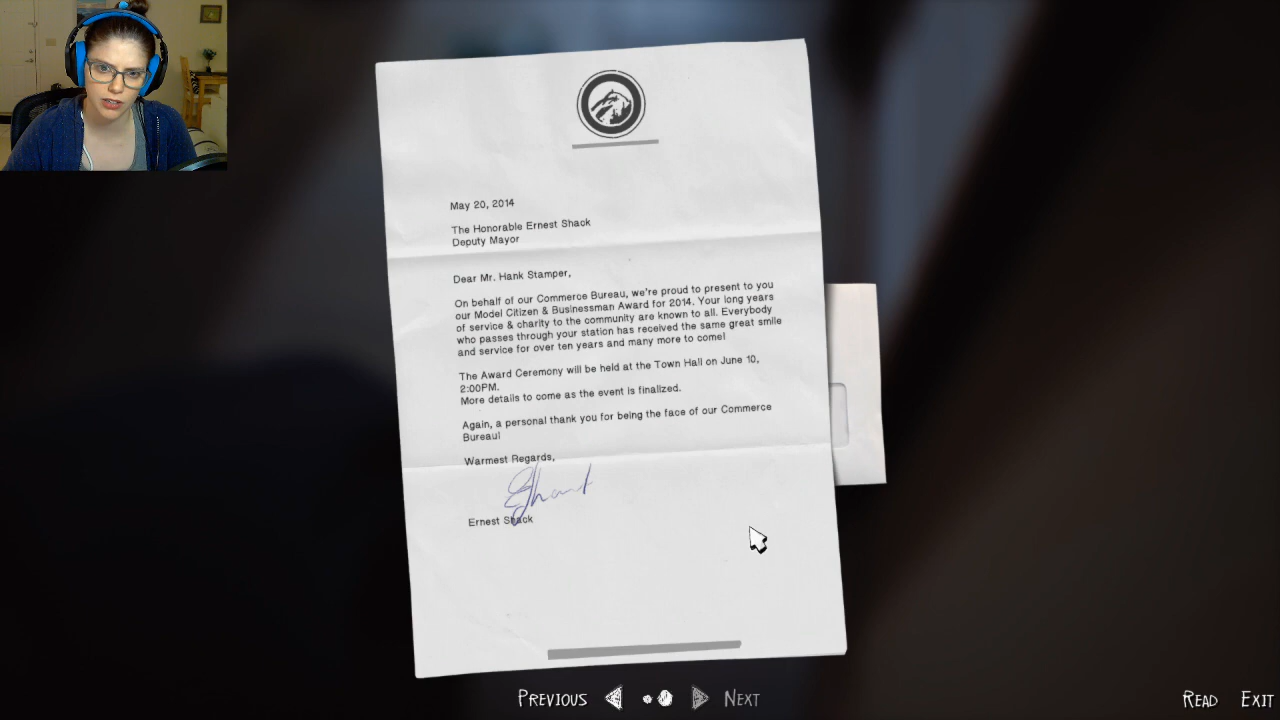 May 20, 2014
The Honorable Ernest Shack
Deputy Mayor
Dear Mr. Hank Stamper,
On behalf of our Commerce Bureau, we're proud to present to you
our Model Citizen & Businessman Award for 2014. Your long years
of service & charity to the community are known to all. Everybody
who passes through your station has received the same great smile
and service for over ten years and many more to come!
The Award Ceremony will be held at the Town Hall on June 10,
2:00PM.
More details to come as the event is finalized.
Again, a personal thank you for being the face of our Commerce
Bureau!
Warmest Regards,
Ernest Shack
PREVIOUS NEXT
READ EXIT